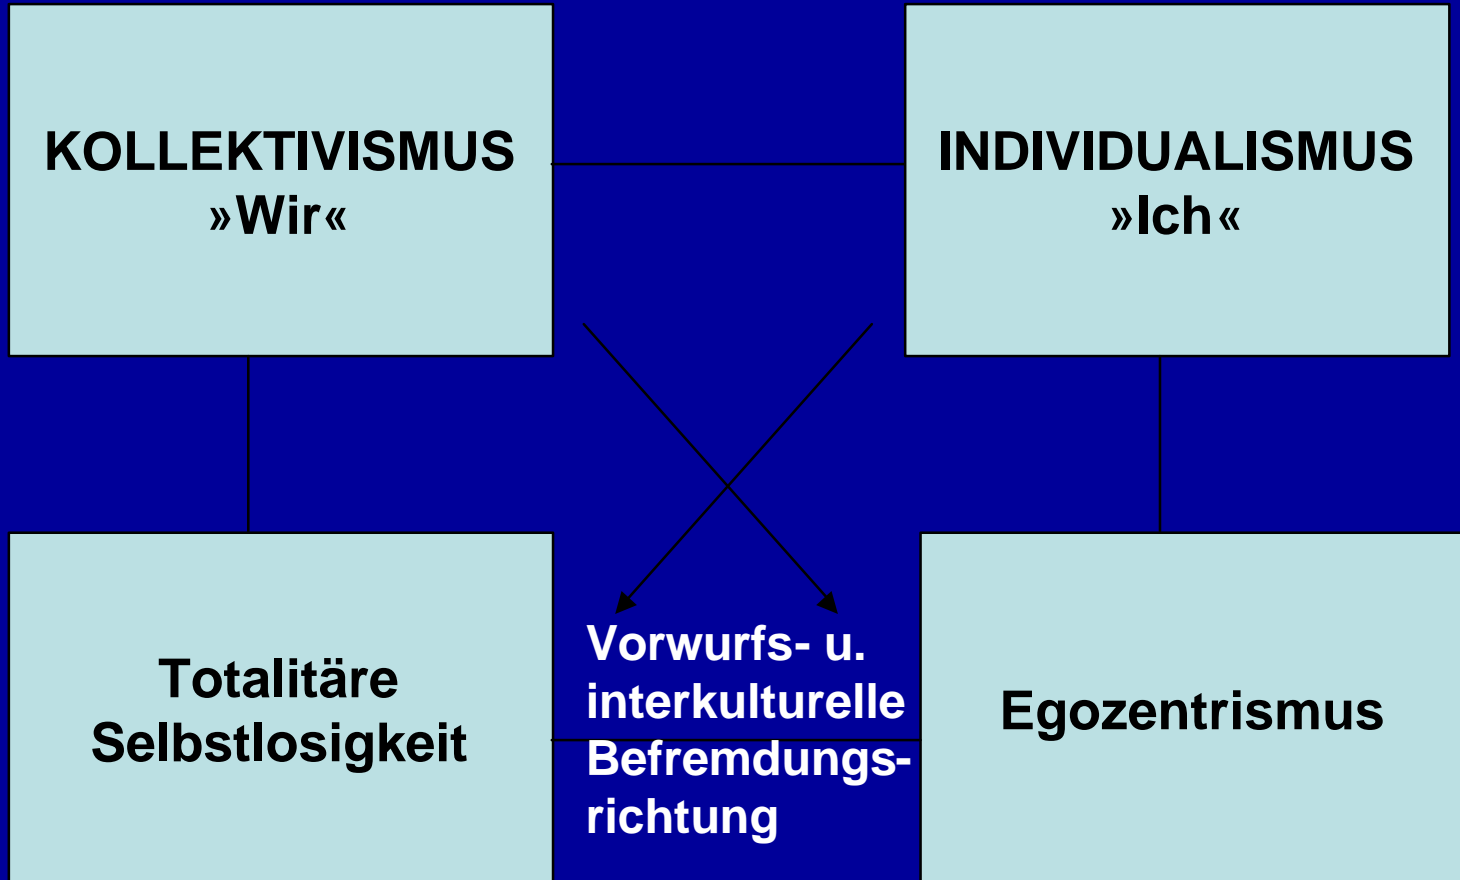 KOLLEKTIVISMUS
»Wir«
INDIVIDUALISMUS
»Ich«
Totalitäre
Selbstlosigkeit
Vorwurfs- u.
interkulturelle
Befremdungs-
richtung
Egozentrismus